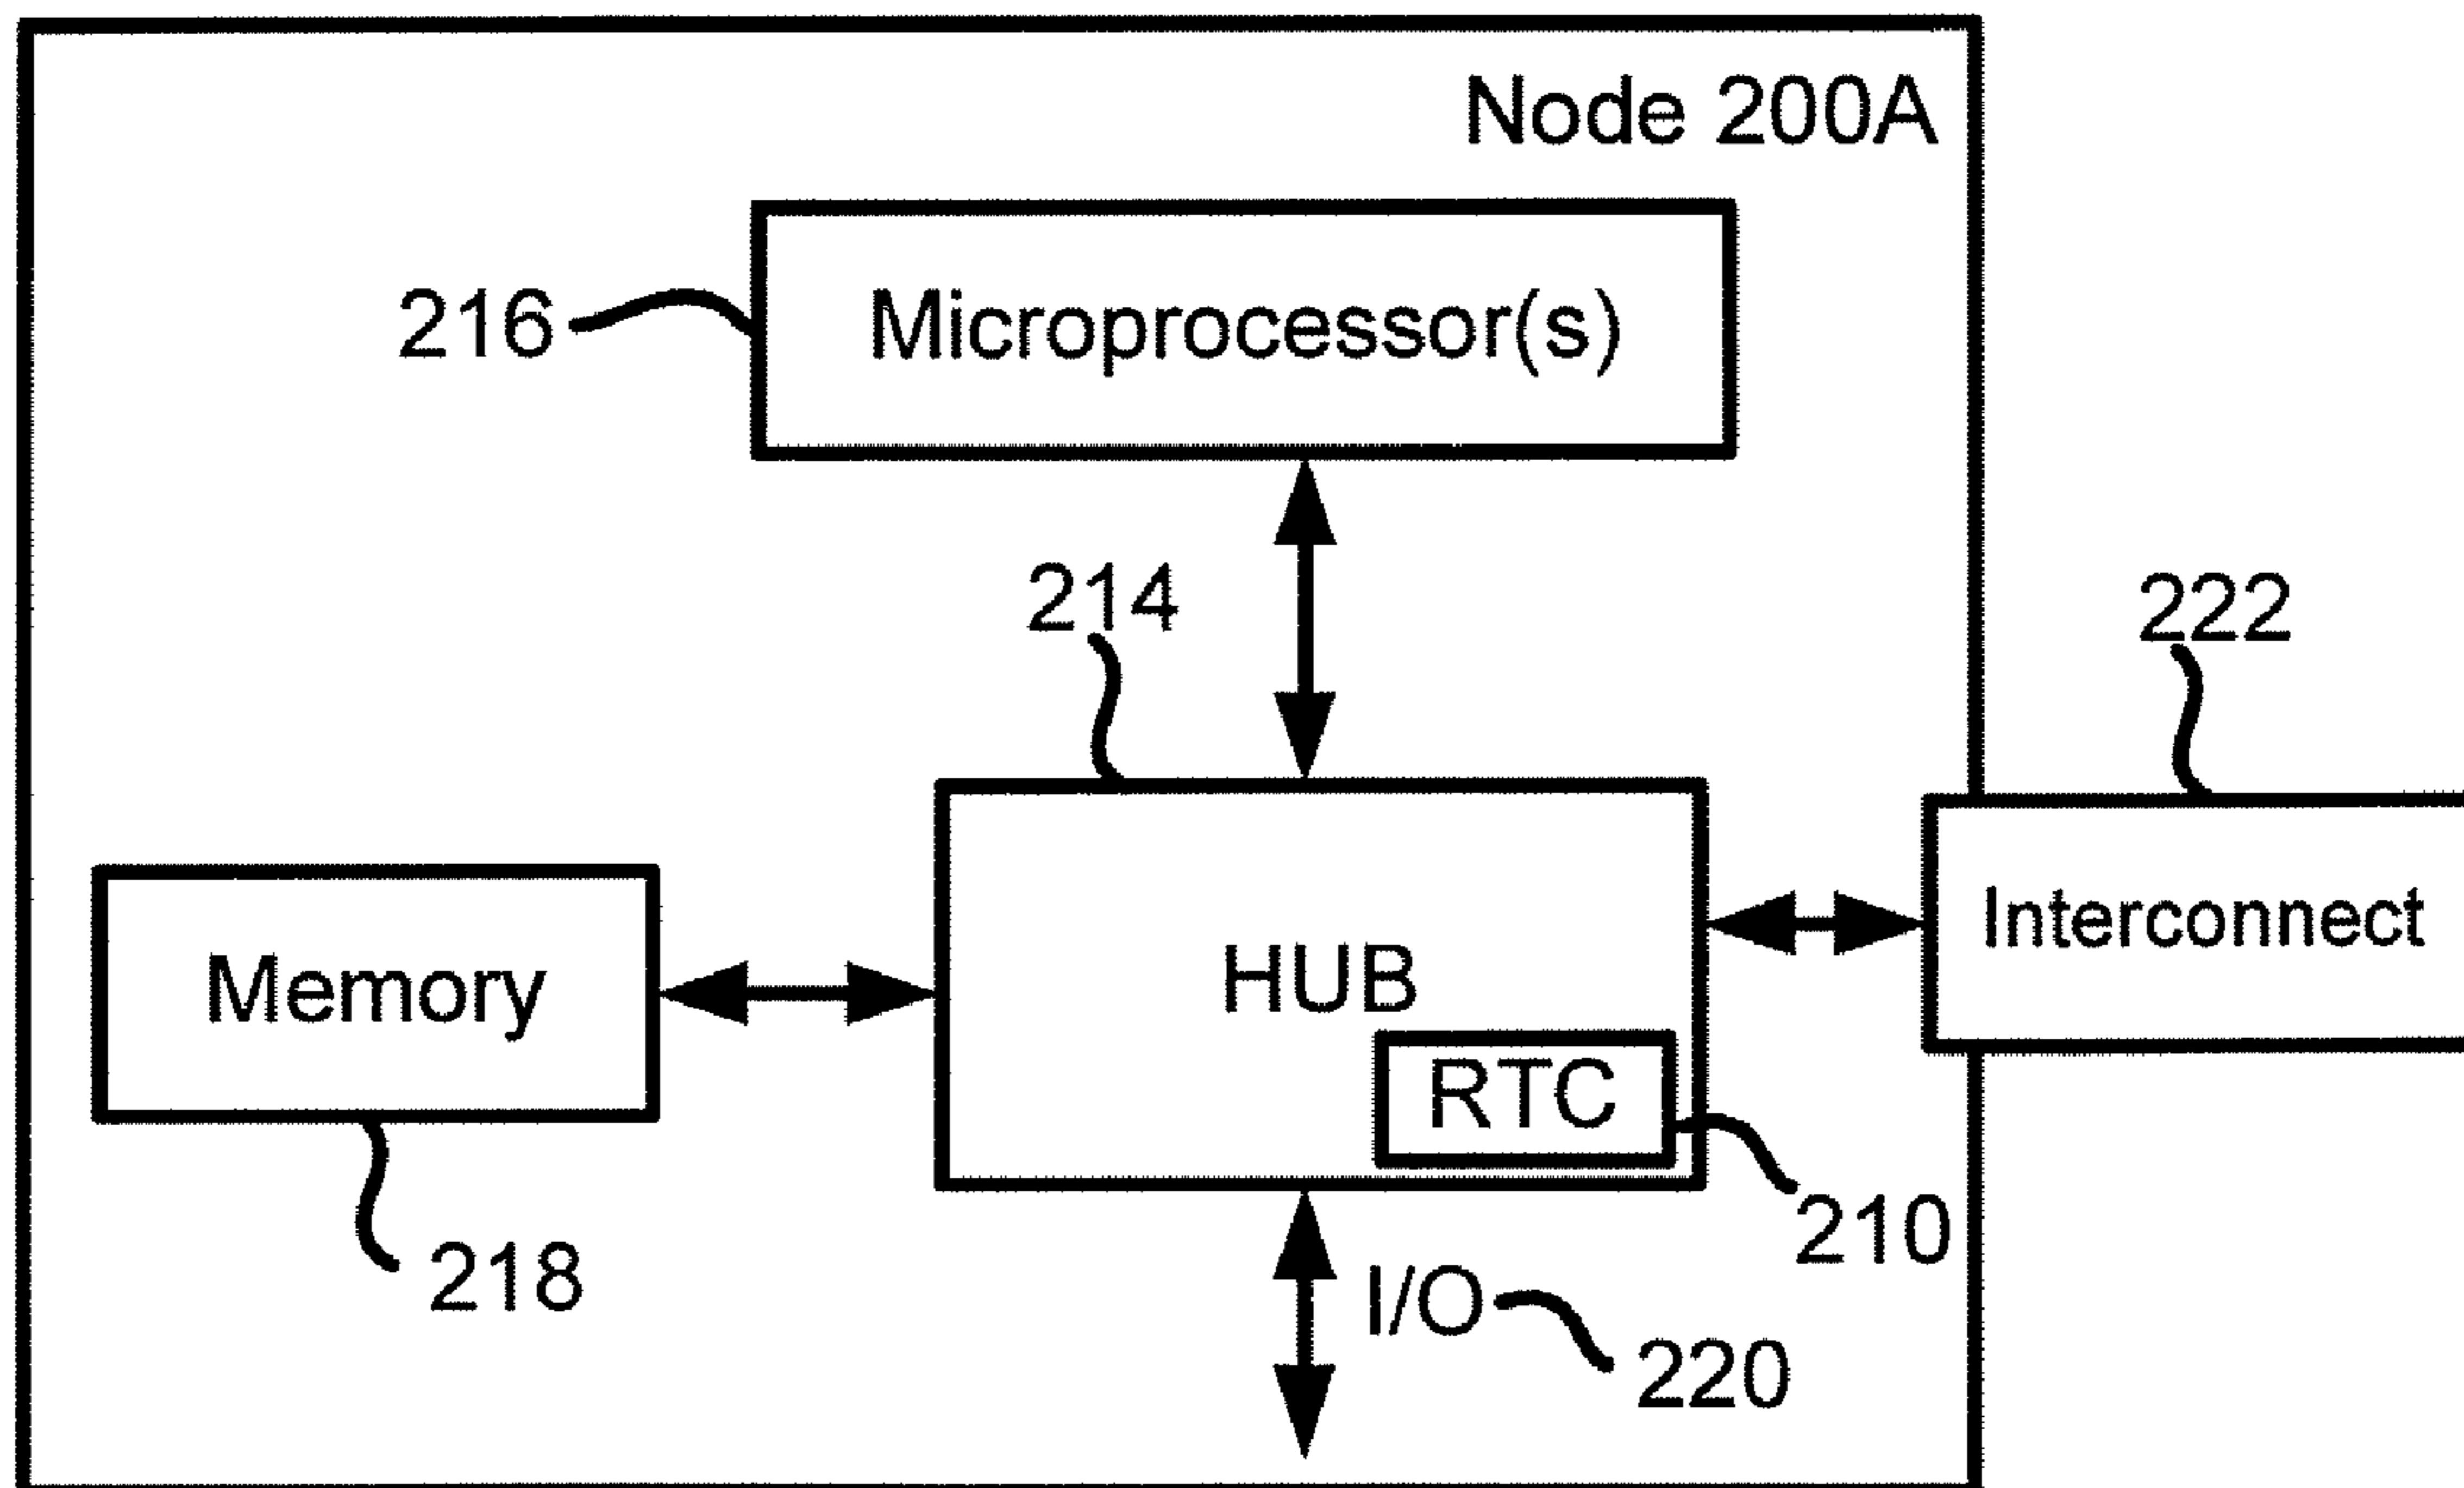 Node 200A
216
Microprocessor(s)
214
222
Memory
HUB
Interconnect
RTC
218
210
I/O
220